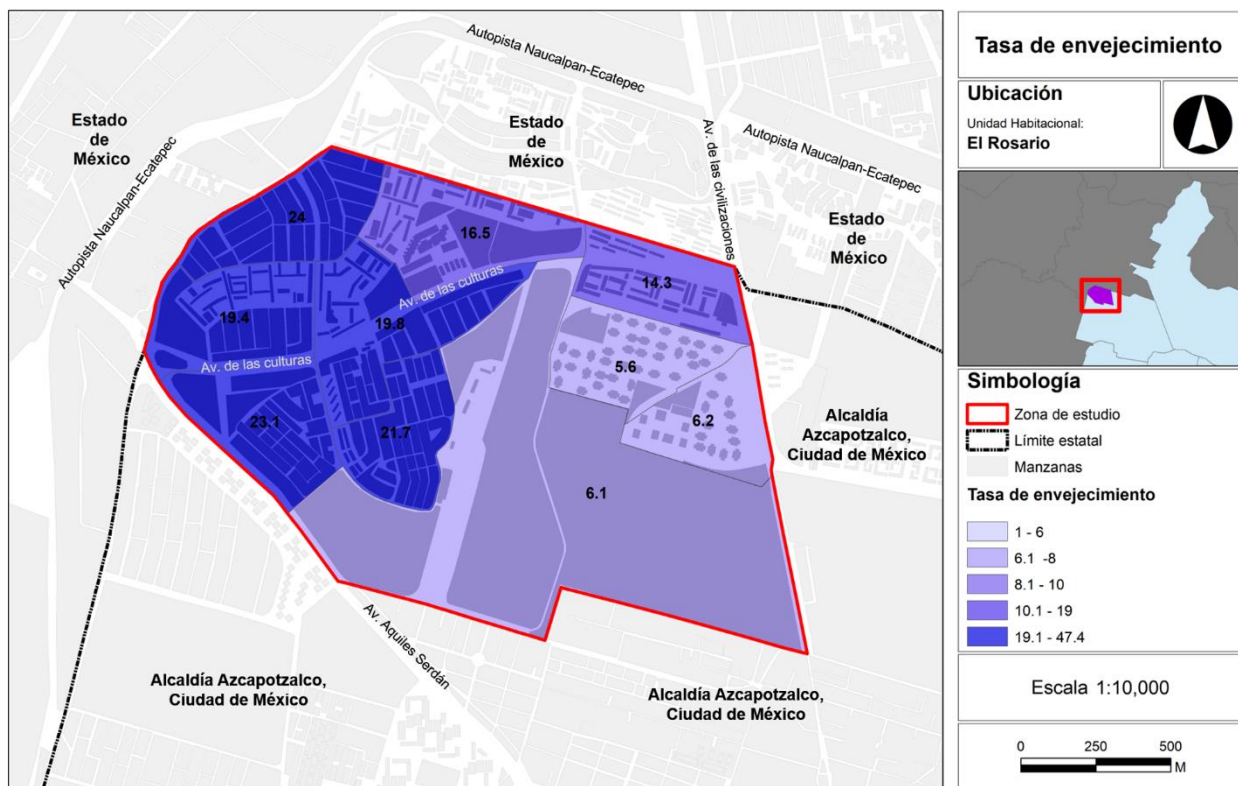 Autopista Naucalpan-Ecatepec
Estado
de
México
Estado
de
México
Av. de las civilizaciones
Autopista Naucalpan-Ecatepec
Autopista Naucalpan-Ecatepec
Estado
de
México
24
16.5
14.3
Av. de las culturas
19.4
19.8
Av. de las culturas
5.6
6.2
23.1
21.7
6.1
Alcaldía
Azcapotzalco,
Ciudad de México
Av. Aquiles Serdán
Alcaldía Azcapotzalco,
Ciudad de México
Alcaldía Azcapotzalco,
Ciudad de México
Tasa de envejecimiento
Ubicación
Unidad Habitacional:
El Rosario
Simbología
Zona de estudio
Límite estatal
Manzanas
Tasa de envejecimiento
1 - 6
6.1 -8
8.1 - 10
10.1 - 19
19.1 - 47.4
Escala 1:10,000
0 250 500
M